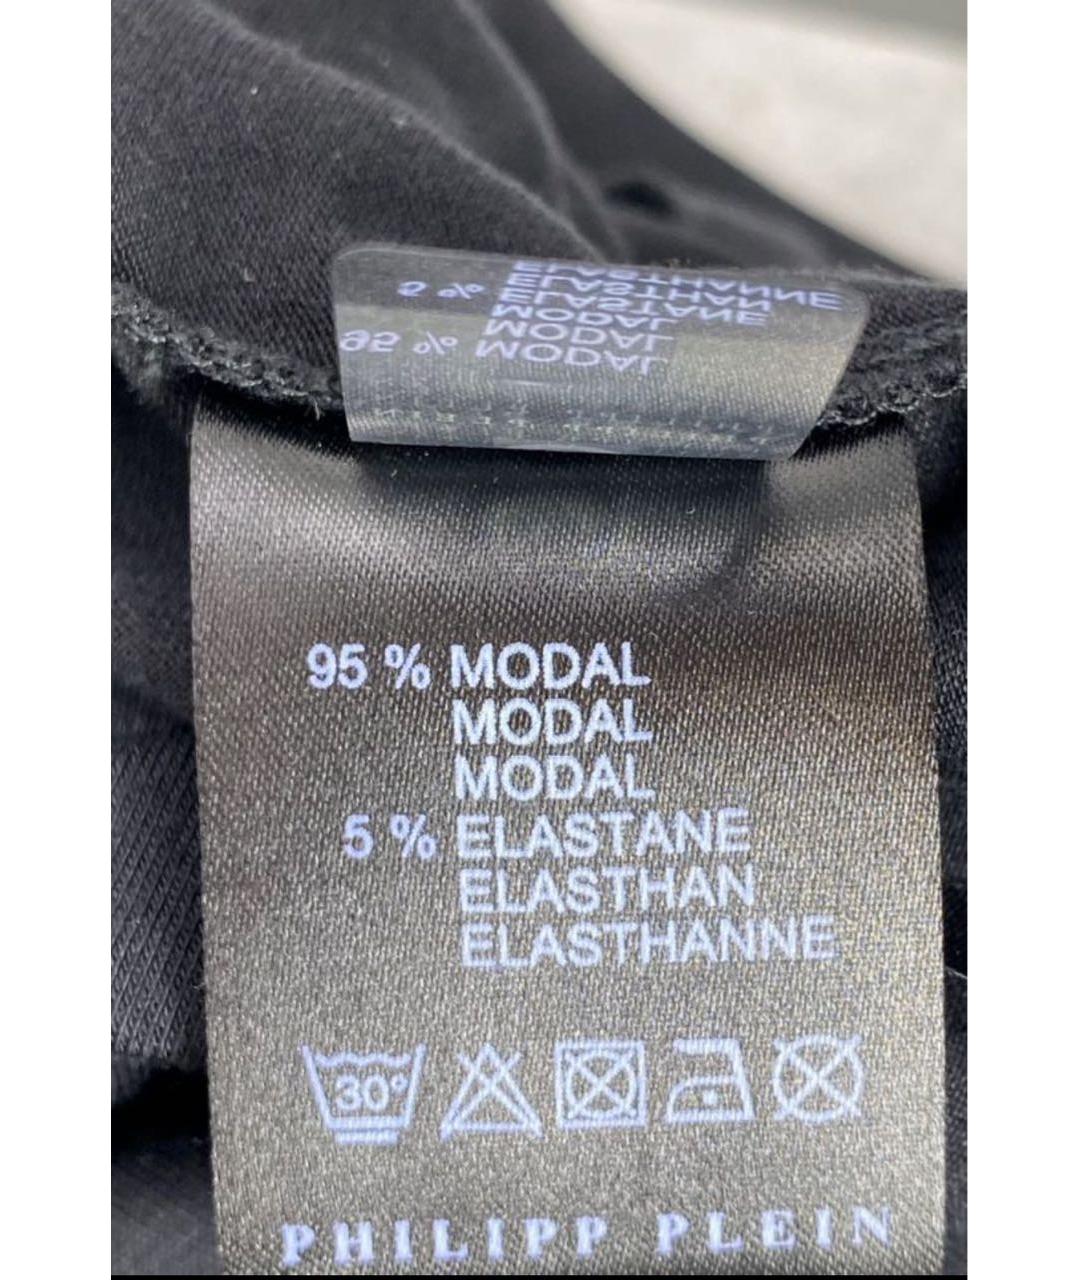 95 % MODAL
MODAL
MODAL
5 % ELASTANE
ELASTHAN
ELASTHANNE
30°
PHILIPP PLEIN